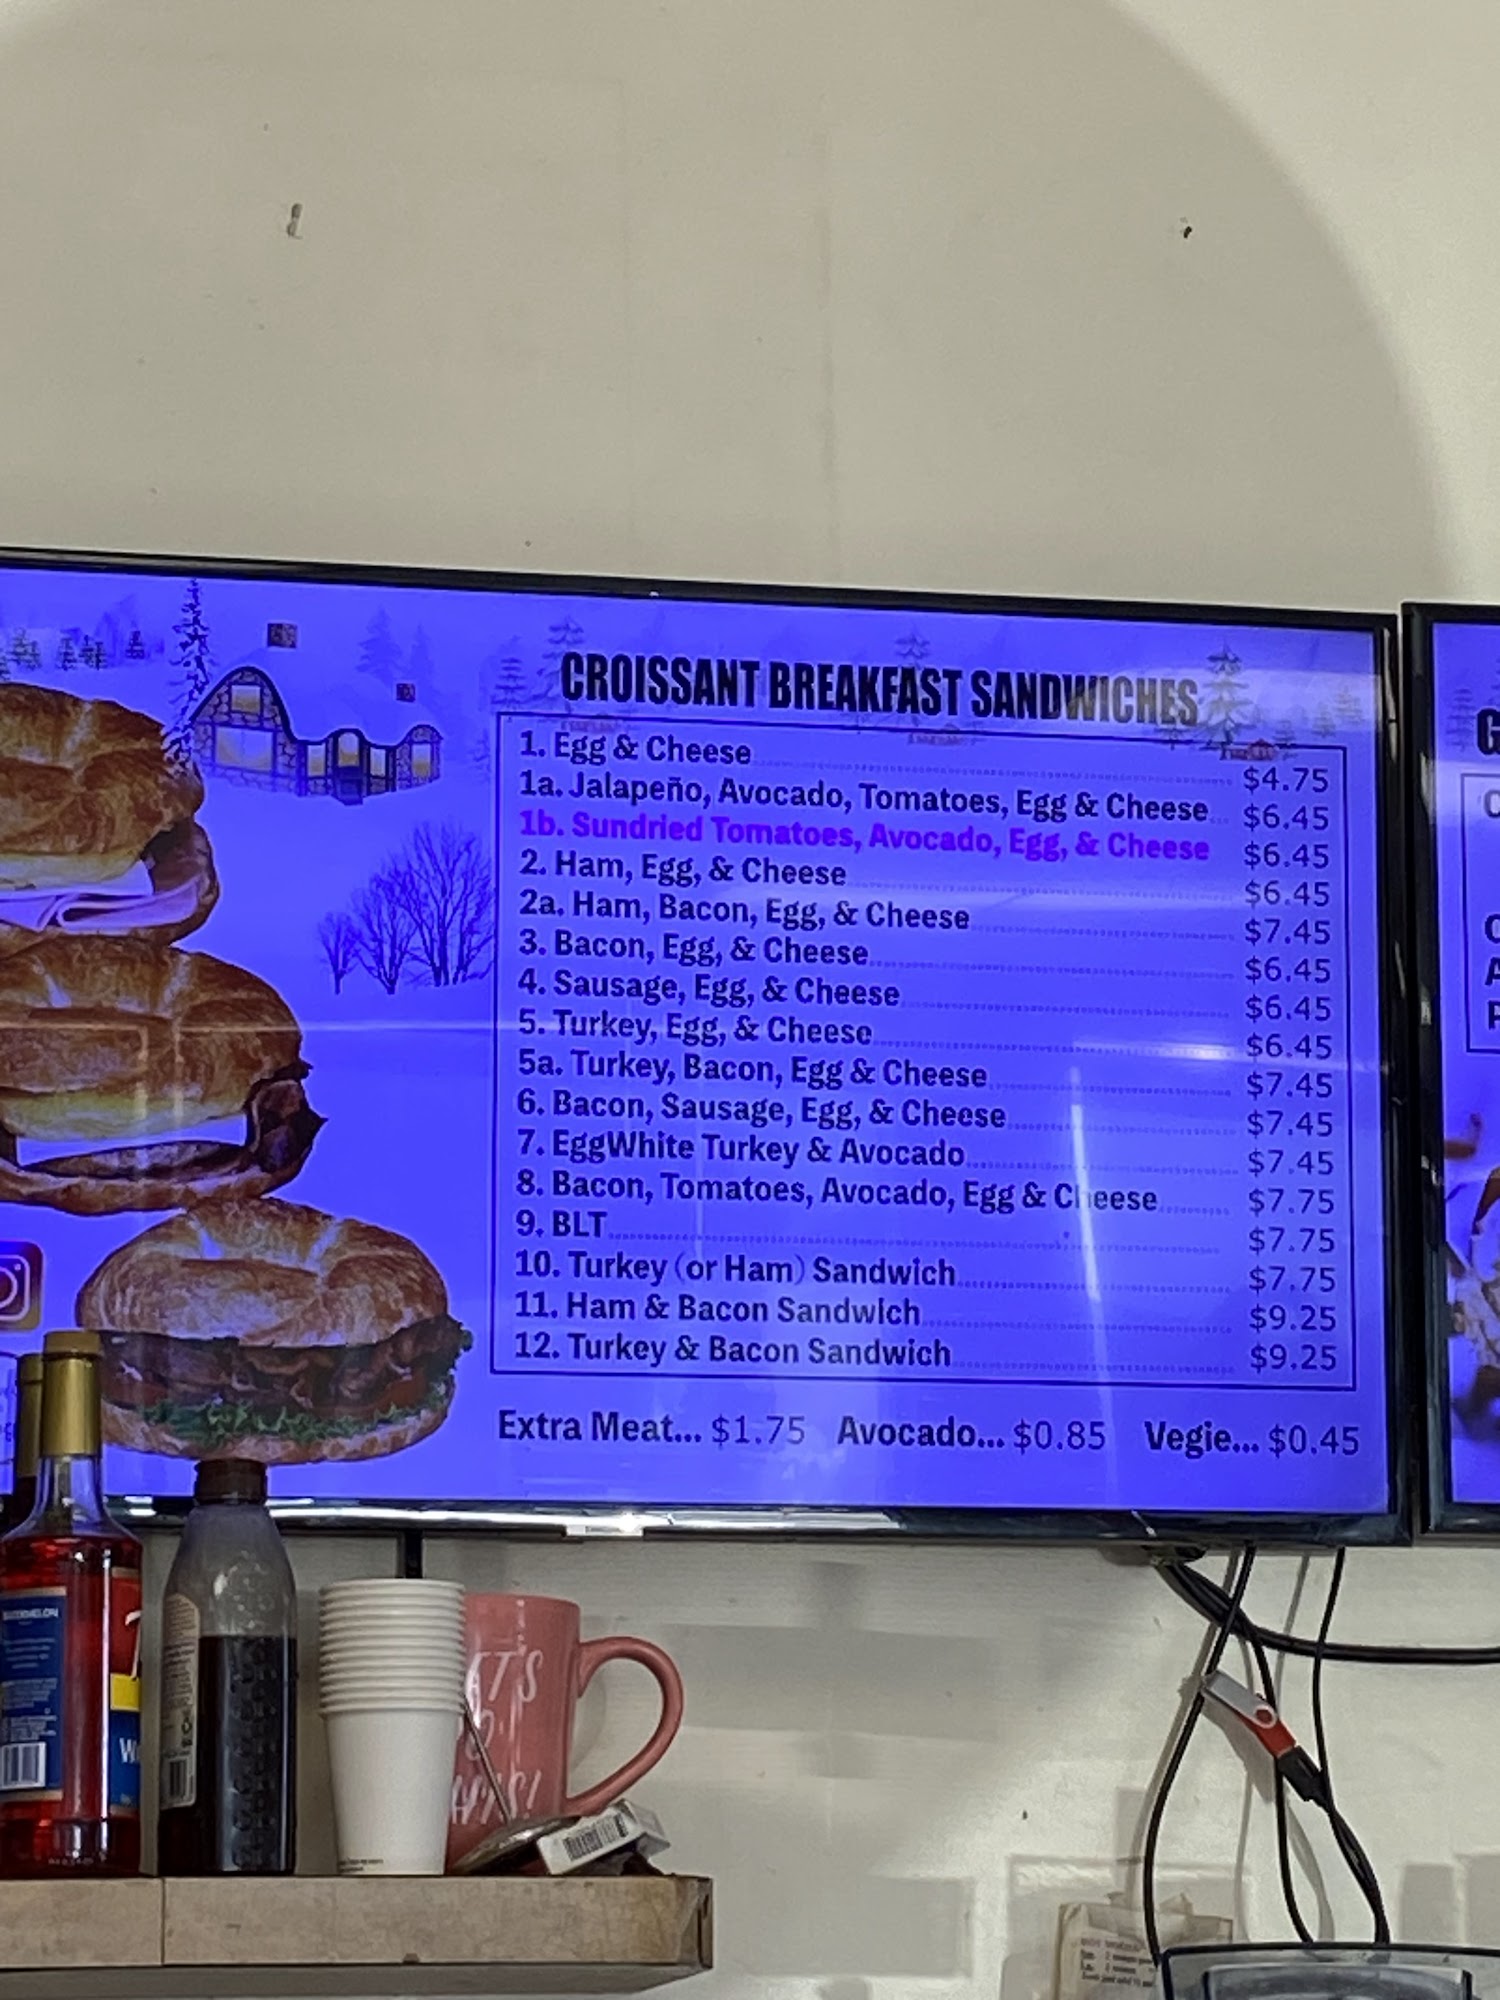 CROISSANT BREAKFAST SANDWICHES
1. Egg & Cheese $4.75
1a. Jalapeño, Avocado, Tomatoes, Egg & Cheese $6.45
1b. Sundried Tomatoes, Avocado, Egg, & Cheese $6.45
2. Ham, Egg, & Cheese $6.45
2a. Ham, Bacon, Egg, & Cheese $7.45
3. Bacon, Egg, & Cheese $6.45
4. Sausage, Egg, & Cheese $6.45
5. Turkey, Egg, & Cheese $6.45
5a. Turkey, Bacon, Egg & Cheese $7.45
6. Bacon, Sausage, Egg, & Cheese $7.45
7. EggWhite Turkey & Avocado $7.45
8. Bacon, Tomatoes, Avocado, Egg & Cheese $7.75
9. BLT $7.75
10. Turkey (or Ham) Sandwich $7.75
11. Ham & Bacon Sandwich $9.25
12. Turkey & Bacon Sandwich $9.25
Extra Meat... $1.75 Avocado... $0.85 Vegie... $0.45
WATERMELON